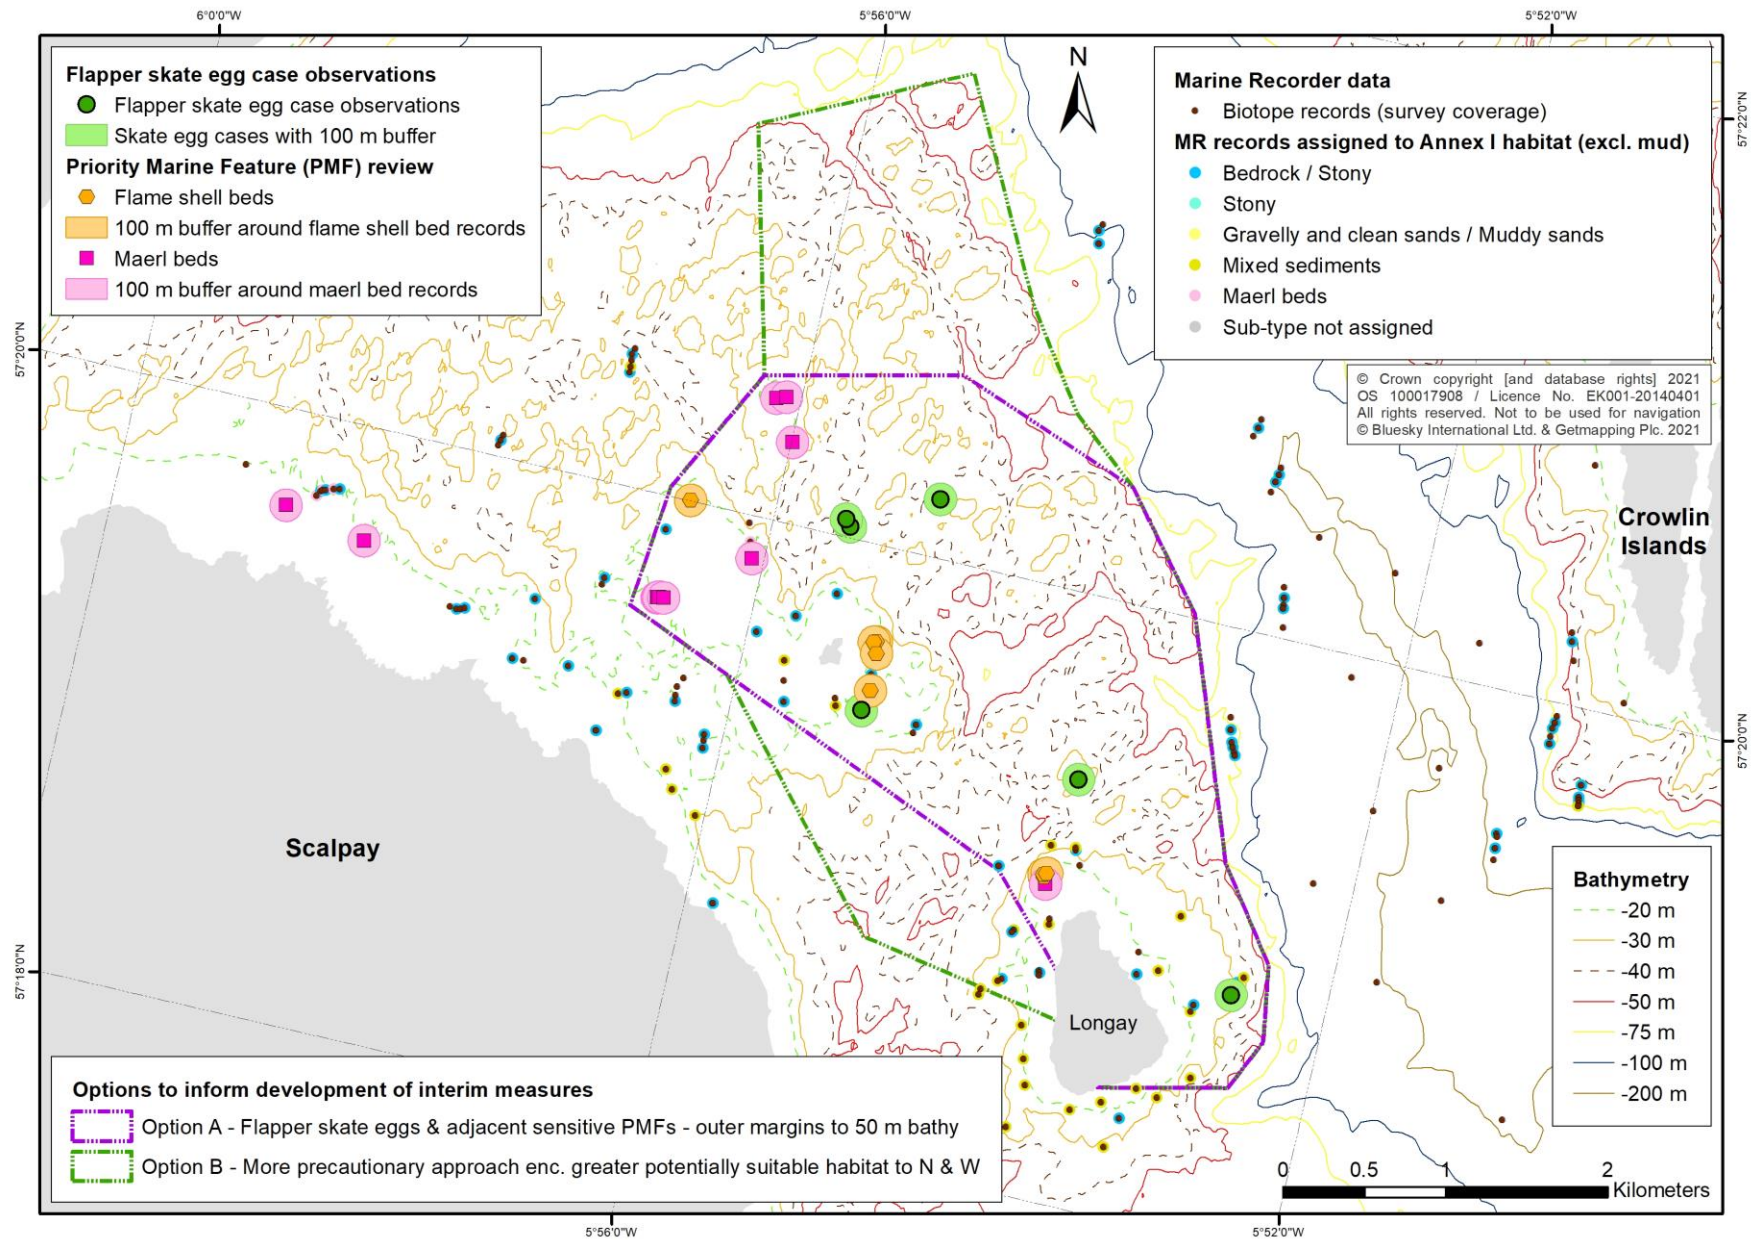 6°0'0"W
5°56'0"W
5°52'0"W
Flapper skate egg case observations
Flapper skate egg case observations
Skate egg cases with 100 m buffer
Priority Marine Feature (PMF) review
Flame shell beds
100 m buffer around flame shell bed records
Maerl beds
100 m buffer around maerl bed records
N
Marine Recorder data
Biotope records (survey coverage)
MR records assigned to Annex I habitat (excl. mud)
Bedrock / Stony
Stony
Gravelly and clean sands / Muddy sands
Mixed sediments
Maerl beds
Sub-type not assigned
57°22'0"N
57°20'0"N
© Crown copyright [and database rights] 2021
OS 100017908 / Licence No. EK001-20140401
All rights reserved. Not to be used for navigation
© Bluesky International Ltd. & Getmapping Plc. 2021
Crowlin
Islands
57°20'0"N
Scalpay
57°18'0"N
Longay
Bathymetry
-20 m
-30 m
-40 m
-50 m
-75 m
-100 m
-200 m
Options to inform development of interim measures
Option A - Flapper skate eggs & adjacent sensitive PMFs - outer margins to 50 m bathy
Option B - More precautionary approach enc. greater potentially suitable habitat to N & W
0 0.5 1 2
Kilometers
5°56'0"W
5°52'0"W